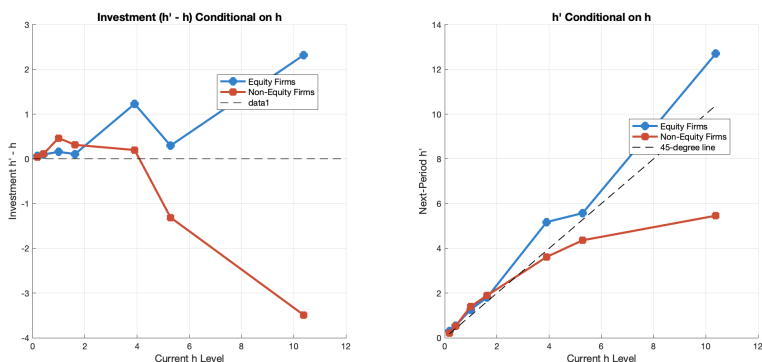 Investment (h' - h) Conditional on h
3
2
1
0
-1
-2
-3
-4
Investment h' - h
0 2 4 6 8 10 12
Current h Level
Equity Firms
Non-Equity Firms
data1
h' Conditional on h
14
12
10
8
6
4
2
0
Next-Period h'
0 2 4 6 8 10 12
Current h Level
Equity Firms
Non-Equity Firms
45-degree line